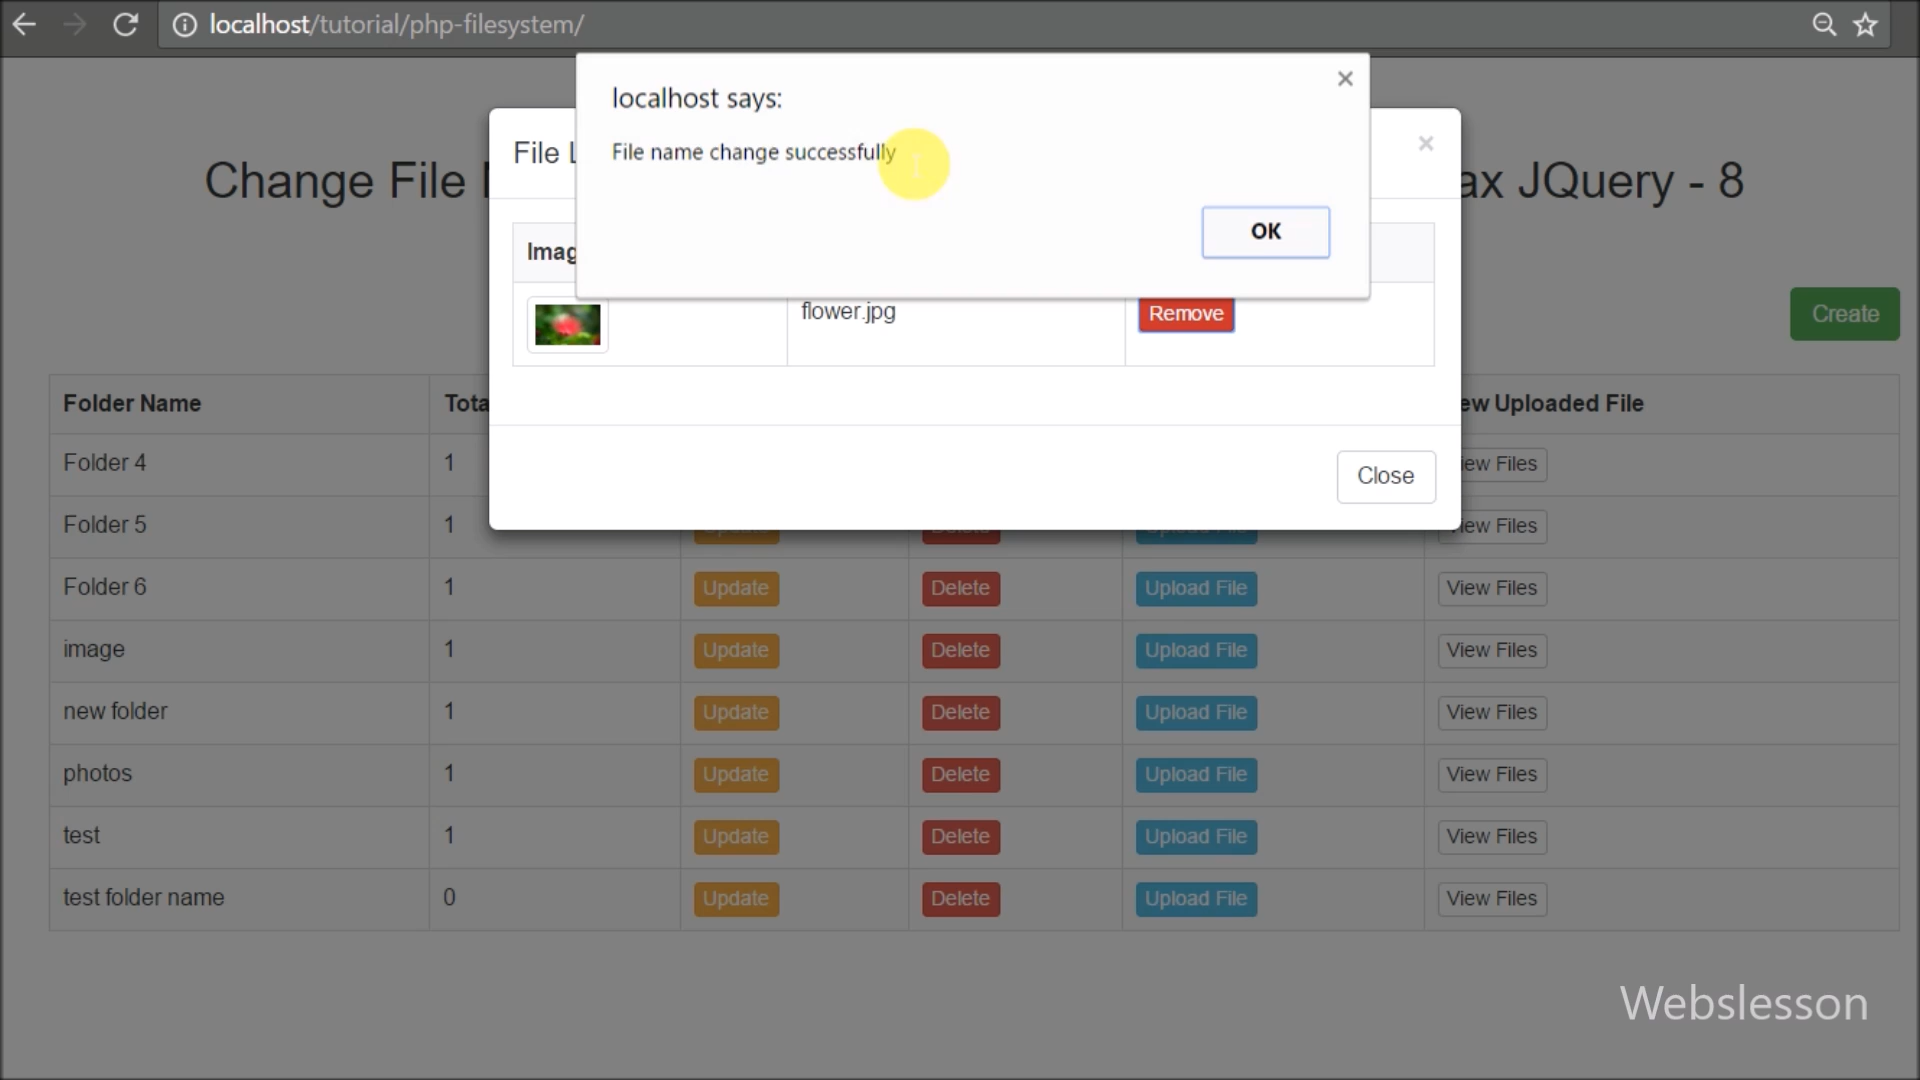 localhost/tutorial/php-filesystem/
localhost says:
File name change successfully
OK
File
Change File
ax JQuery - 8
Imag
flower.jpg
Remove
Create
Close
Folder Name
Tota
ew Uploaded File
Folder 4
1
iew Files
Folder 5
1
iew Files
Folder 6
1
Update
Delete
Upload File
View Files
image
1
Update
Delete
Upload File
View Files
new folder
1
Update
Delete
Upload File
View Files
photos
1
Update
Delete
Upload File
View Files
test
1
Update
Delete
Upload File
View Files
test folder name
0
Update
Delete
Upload File
View Files
Webslesson